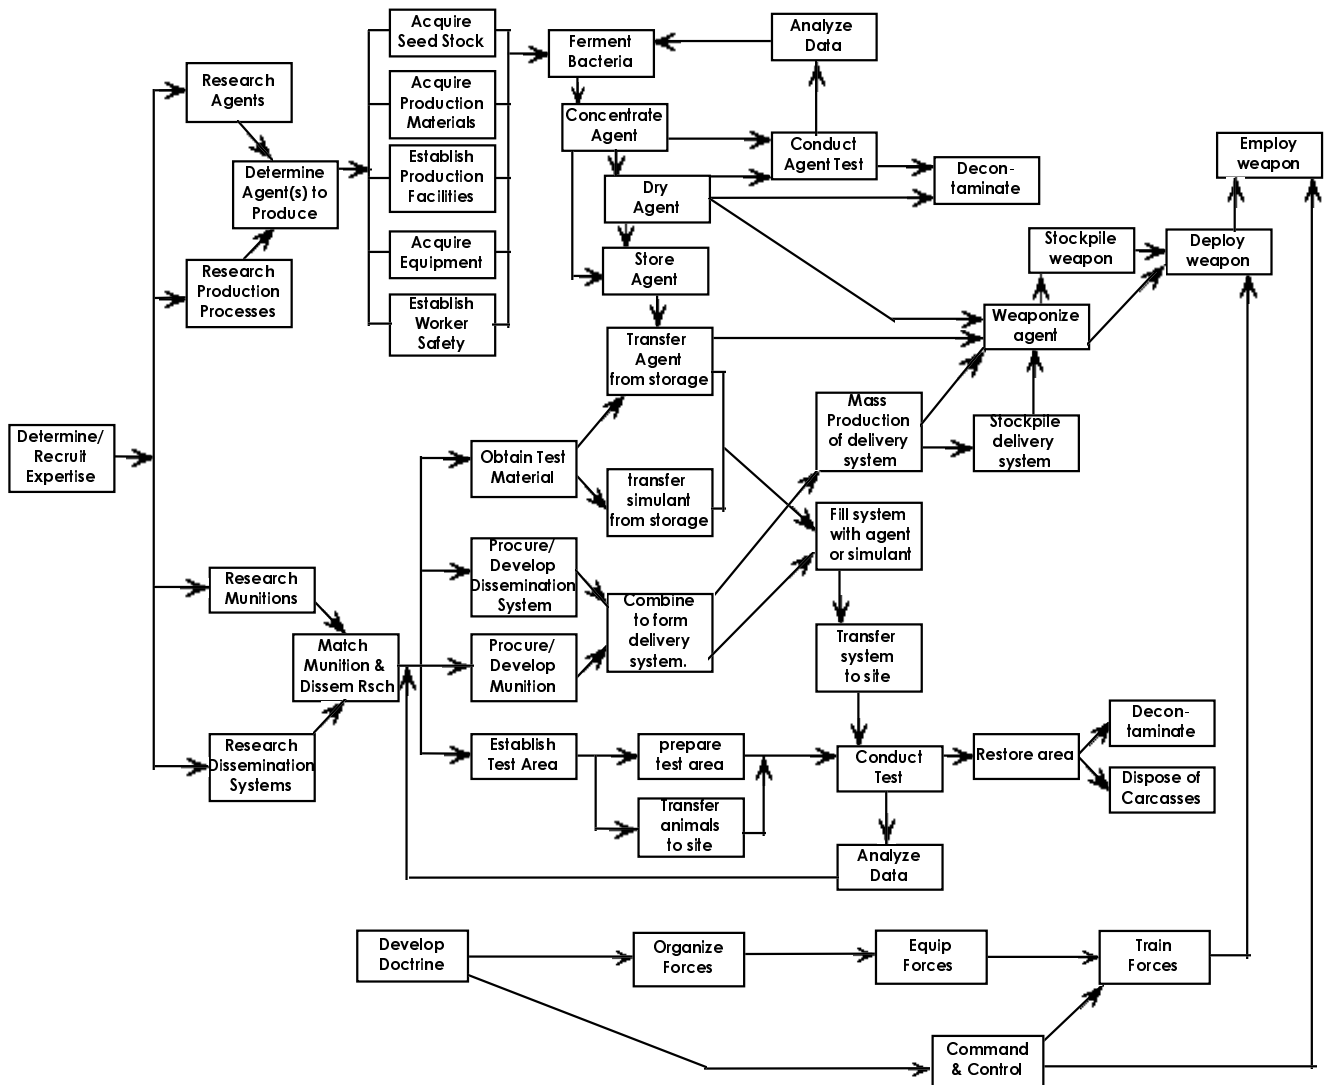 Acquire
Seed Stock
Ferment
Bacteria
Analyze
Data
Research
Agents
Acquire
Production
Materials
Concentrate
Agent
Conduct
Agent Test
Employ
weapon
Determine
Agent(s) to
Produce
Establish
Production
Facilities
Dry
Agent
Decon-
taminate
Research
Production
Processes
Acquire
Equipment
Store
Agent
Stockpile
weapon
Deploy
weapon
Establish
Worker
Safety
Transfer
Agent
from storage
Weaponize
agent
Determine/
Recruit
Expertise
Obtain Test
Material
transfer
simulant
from storage
Mass
Production
of delivery
system
Stockpile
delivery
system
Fill system
with agent
or simulant
Research
Munitions
Procure/
Develop
Dissemination
System
Combine
to form
delivery
system.
Match
Munition &
Dissem Rsch
Procure/
Develop
Munition
Transfer
system
to site
Research
Dissemination
Systems
Establish
Test Area
prepare
test area
Conduct
Test
Restore area
Decon-
taminate
Transfer
animals
to site
Dispose of
Carcasses
Analyze
Data
Develop
Doctrine
Organize
Forces
Equip
Forces
Train
Forces
Command
& Control